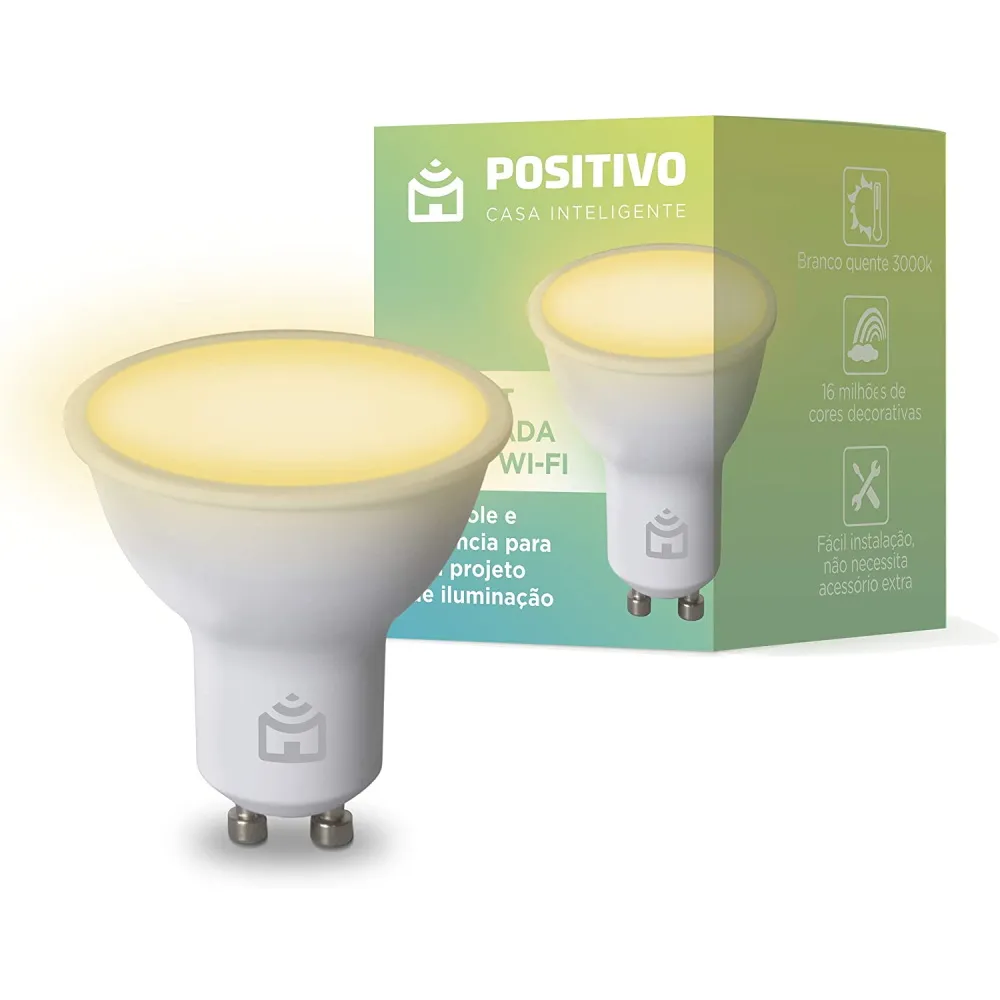 POSITIVO
CASA INTELIGENTE
WI-FI
e
para
projeto
iluminação
Branco quente 3000k
16 milhões de
cores decorativas
Fácil instalação,
não necessita
acessório extra